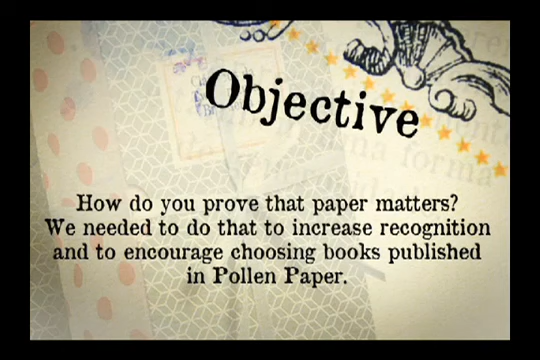 Objective
How do you prove that paper matters?
We needed to do that to increase recognition
and to encourage choosing books published
in Pollen Paper.